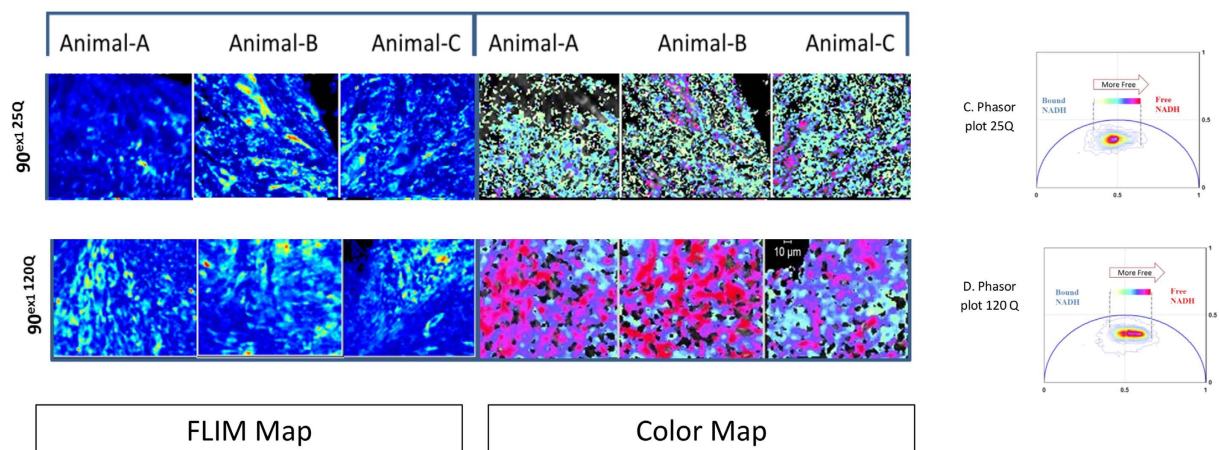 Animal-A Animal-B Animal-C Animal-A Animal-B Animal-C
90ex1 25Q
90ex1 120Q
10 µm
FLIM Map
Color Map
C. Phasor
plot 25Q
1
More Free
Bound
NADH
Free
NADH
0.5
0
0 0.5 1
D. Phasor
plot 120 Q
1
More Free
Bound
NADH
Free
NADH
0.5
0
0 0.5 1